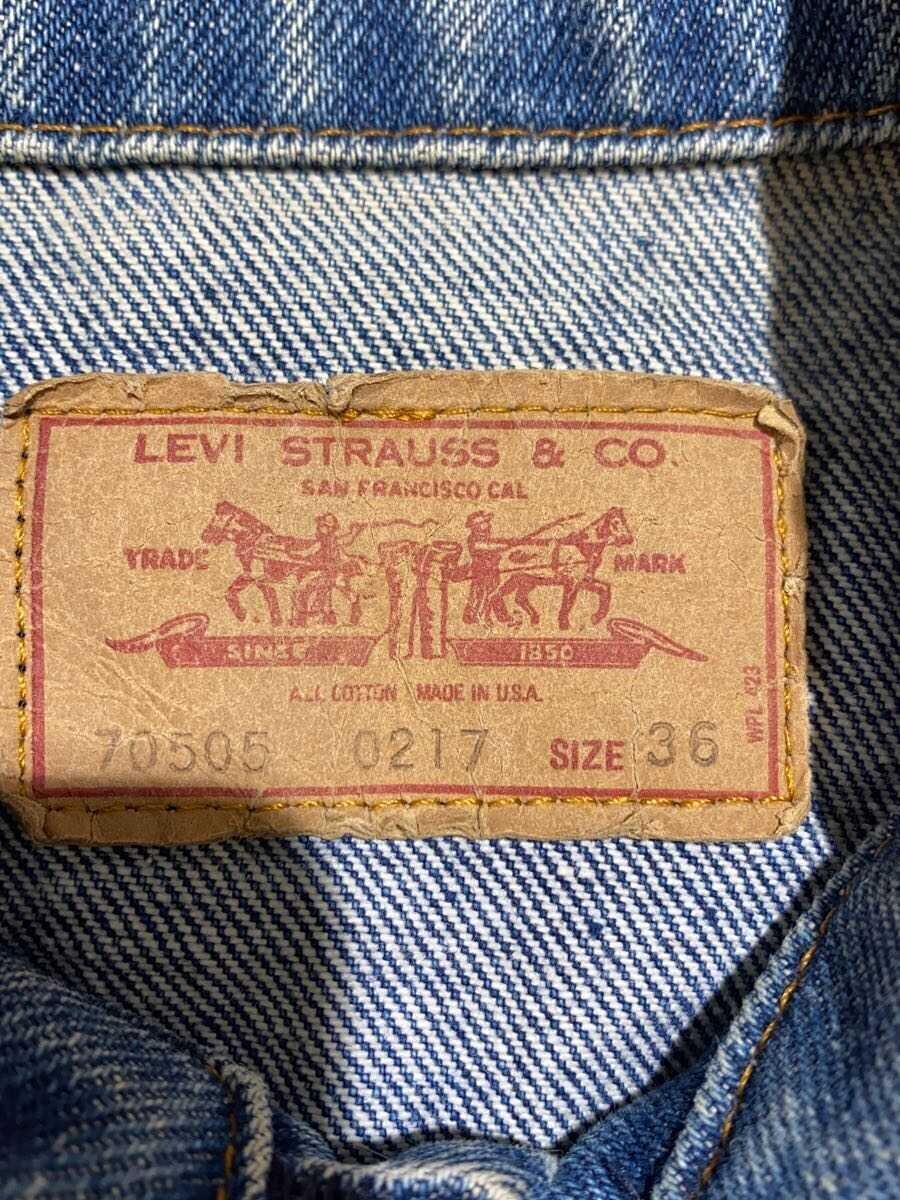 LEVI STRAUSS & CO.
SAN FRANCISCO CAL
TRADE MARK
SINCE 1850
ALL COTTON MADE IN U.S.A.
70505 0217 SIZE 36
WPL 423